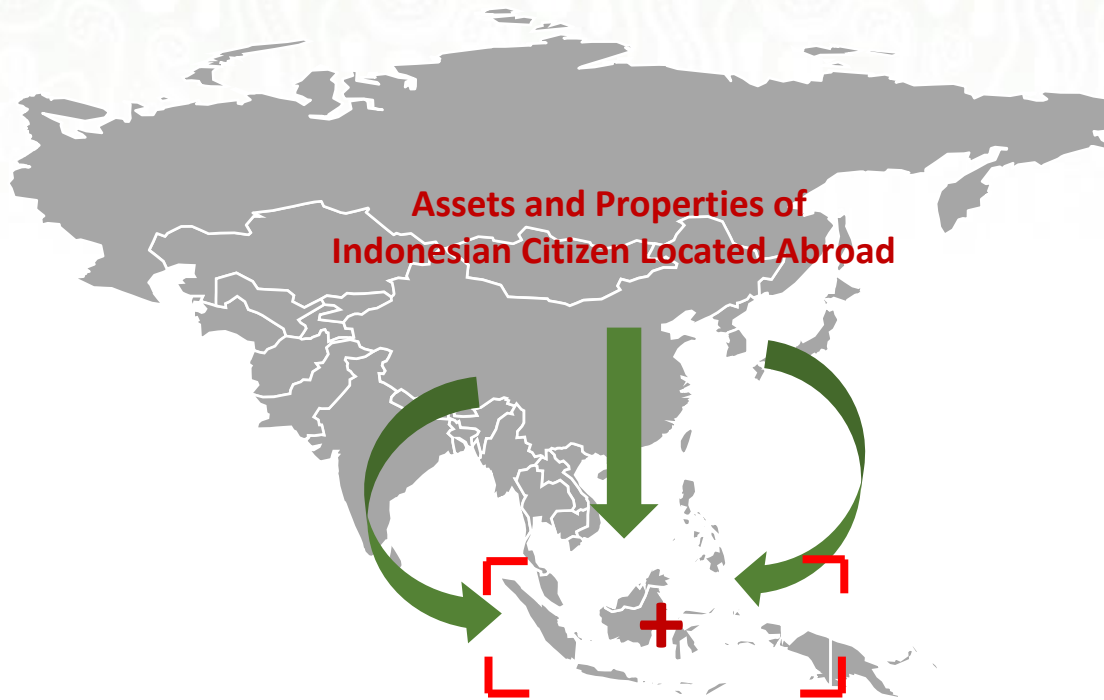 Assets and Properties of
Indonesian Citizen Located Abroad